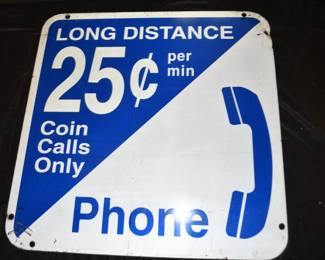 LONG DISTANCE
25¢ per min
Coin
Calls
Only
Phone